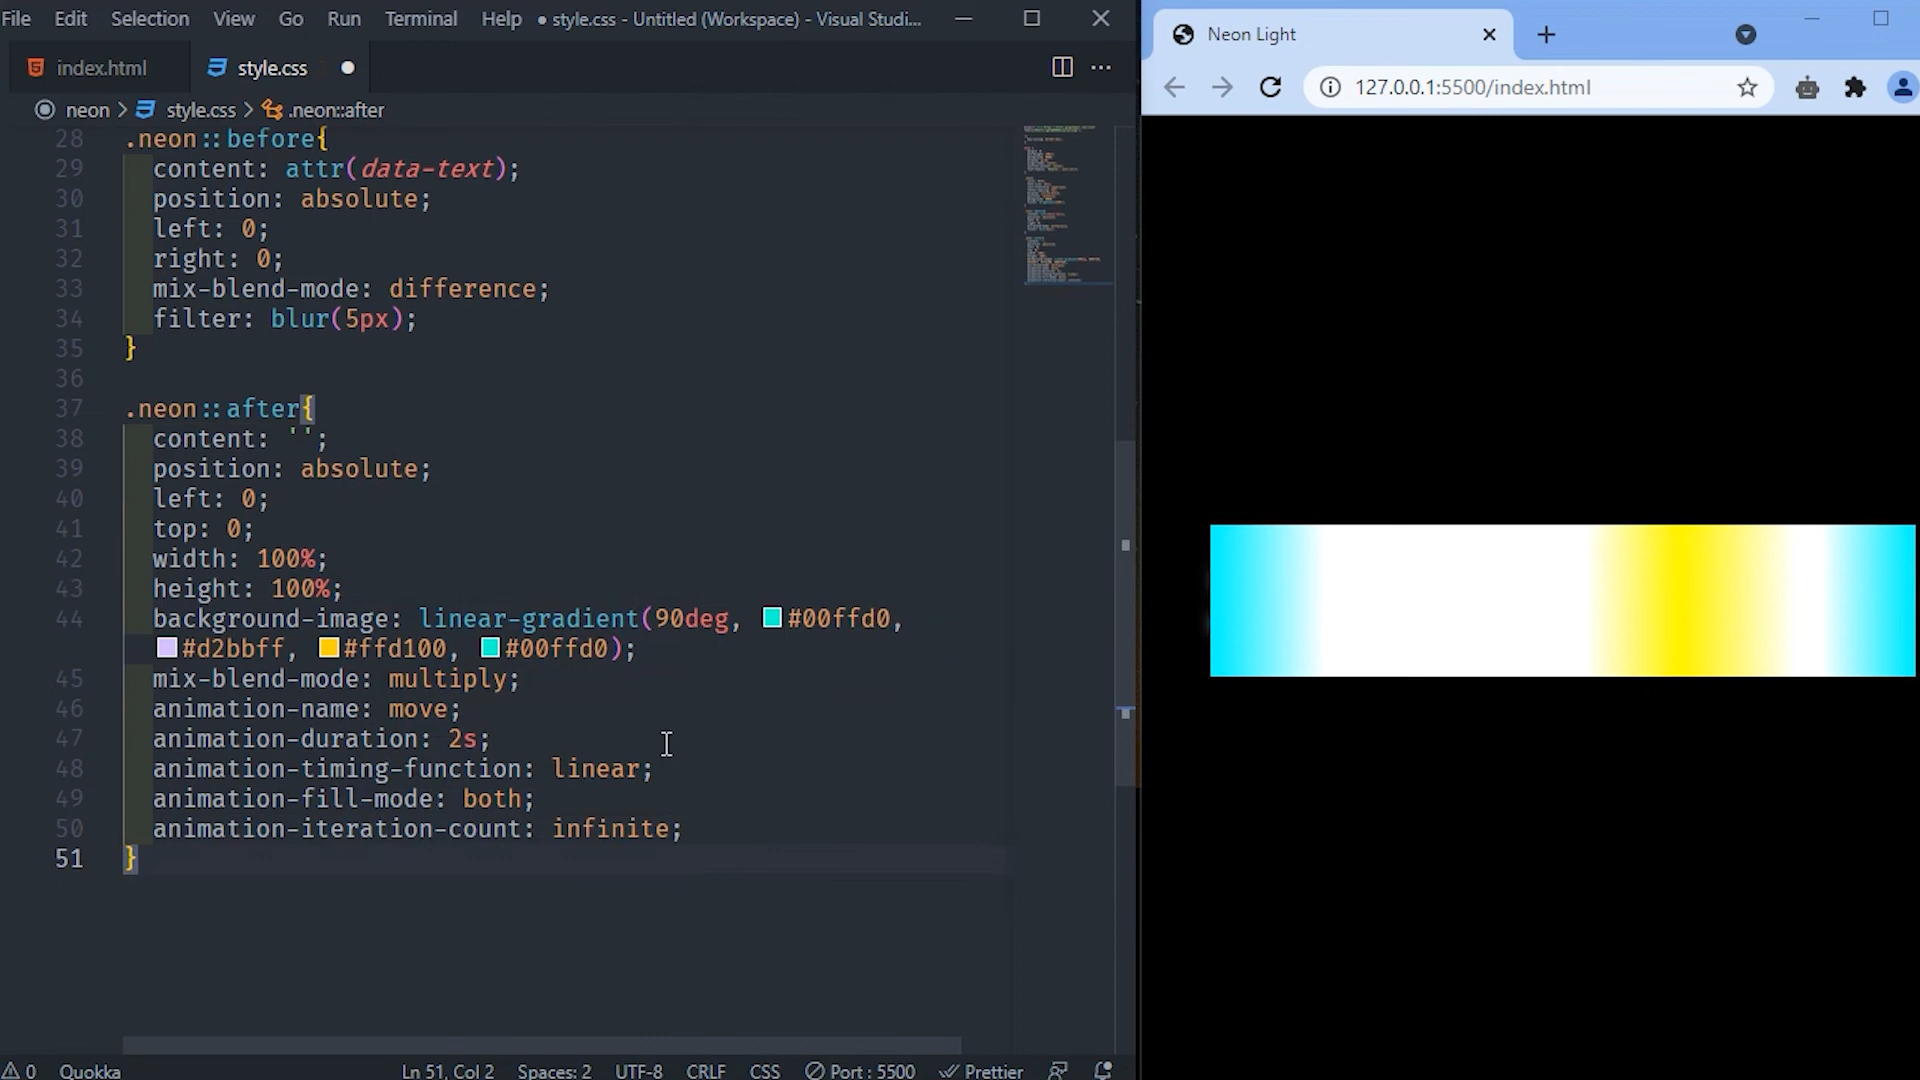 File Edit Selection View Go Run Terminal Help ● style.css - Untitled (Workspace) - Visual Studi...
index.html style.css
neon > style.css > .neon::after
28 .neon::before{
29 content: attr(data-text);
30 position: absolute;
31 left: 0;
32 right: 0;
33 mix-blend-mode: difference;
34 filter: blur(5px);
35 }
36
37 .neon::after{
38 content: '';
39 position: absolute;
40 left: 0;
41 top: 0;
42 width: 100%;
43 height: 100%;
44 background-image: linear-gradient(90deg, #00ffd0,
#d2bbff, #ffd100, #00ffd0);
45 mix-blend-mode: multiply;
46 animation-name: move;
47 animation-duration: 2s;
48 animation-timing-function: linear;
49 animation-fill-mode: both;
50 animation-iteration-count: infinite;
51 }
0 Quokka Ln 51, Col 2 Spaces: 2 UTF-8 CRLF CSS Port : 5500 Prettier
Neon Light
127.0.0.1:5500/index.html